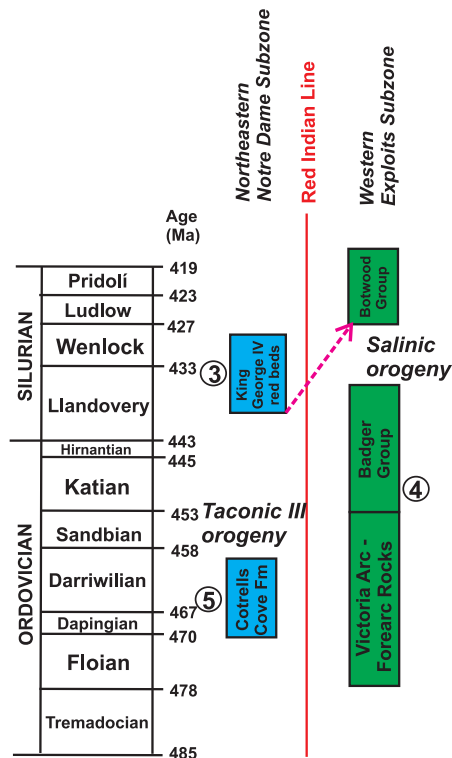 Northeastern
Notre Dame Subzone
Red Indian Line
Western
Exploits Subzone
Age
(Ma)
SILURIAN
Pridolí
Ludlow
Wenlock
Llandovery
ORDOVICIAN
Hirnantian
Katian
Sandbian
Darriwilian
Dapingian
Floian
Tremadocian
419
423
427
433
443
445
453
458
467
470
478
485
3
King
George IV
red beds
Taconic III
orogeny
5
Cotrells
Cove Fm
Botwood
Group
Salinic
orogeny
Badger
Group
4
Victoria Arc -
Forearc Rocks